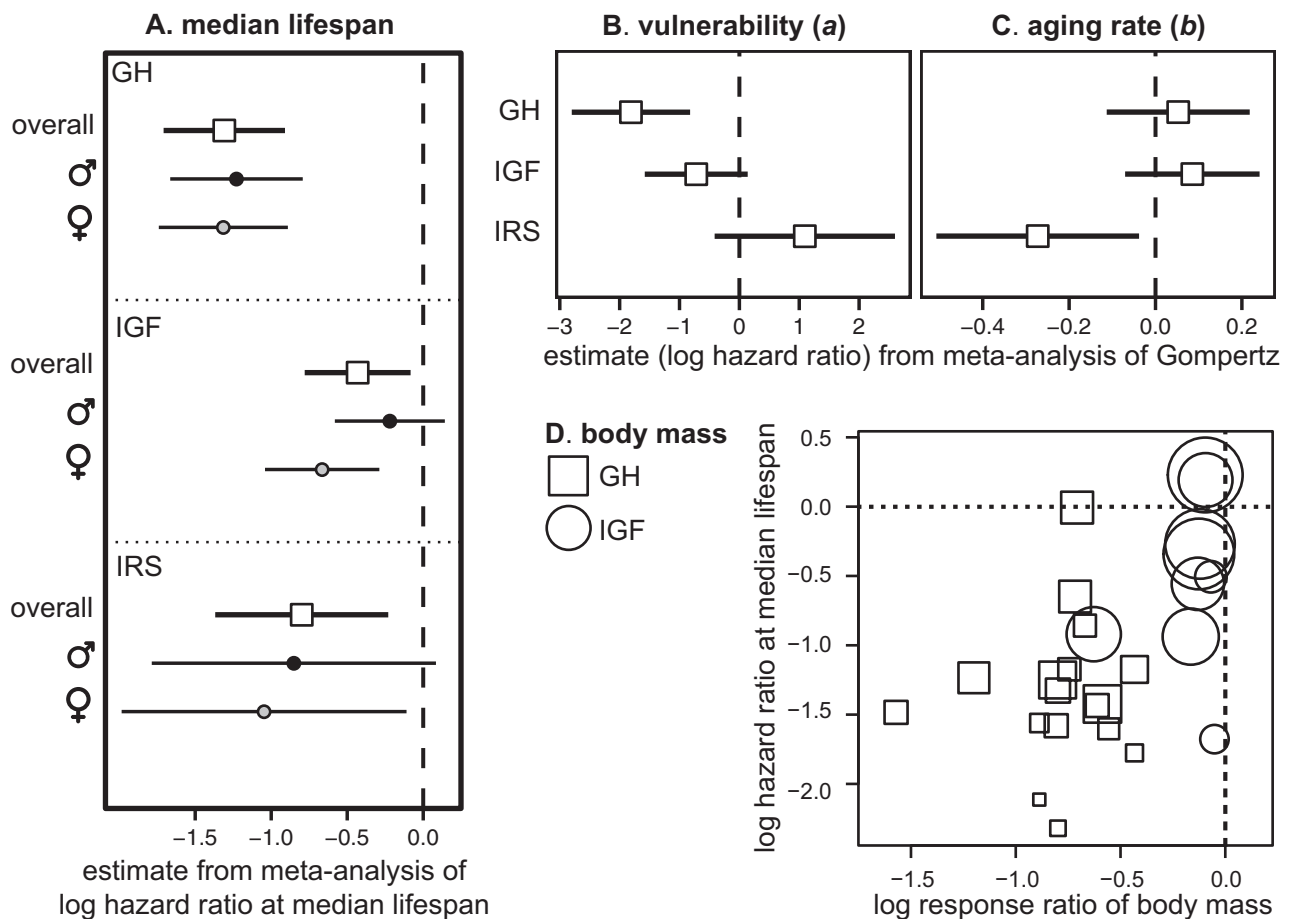 A. median lifespan
GH
overall
♂
♀
IGF
overall
♂
♀
IRS
overall
♂
♀
−1.5 −1.0 −0.5 0.0
estimate from meta-analysis of
log hazard ratio at median lifespan
B. vulnerability (a)
C. aging rate (b)
GH
IGF
IRS
−3 −2 −1 0 1 2
−0.4 −0.2 0.0 0.2
estimate (log hazard ratio) from meta-analysis of Gompertz
D. body mass
GH
IGF
log hazard ratio at median lifespan
0.5
0.0
−0.5
−1.0
−1.5
−2.0
−1.5 −1.0 −0.5 0.0
log response ratio of body mass